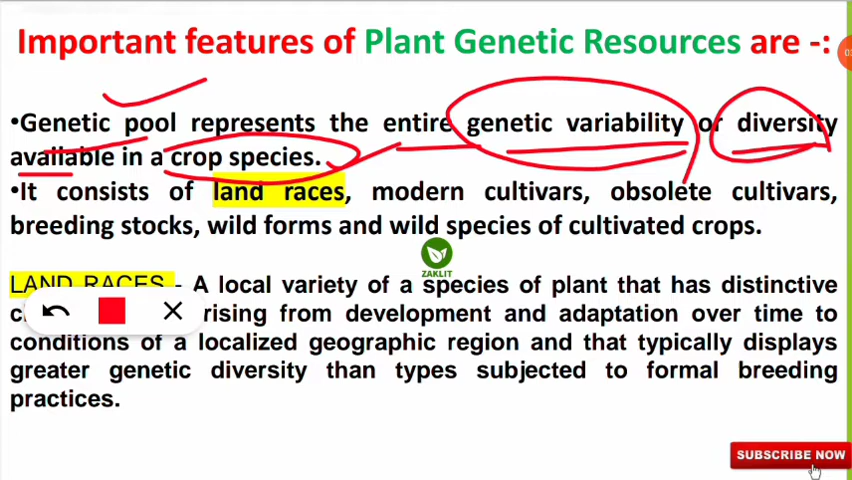 Important features of Plant Genetic Resources are -:
•Genetic pool represents the entire genetic variability or diversity
available in a crop species.
•It consists of land races, modern cultivars, obsolete cultivars,
breeding stocks, wild forms and wild species of cultivated crops.
ZAKLIT
LAND RACES - A local variety of a species of plant that has distinctive
arising from development and adaptation over time to
conditions of a localized geographic region and that typically displays
greater genetic diversity than types subjected to formal breeding
practices.
SUBSCRIBE NOW